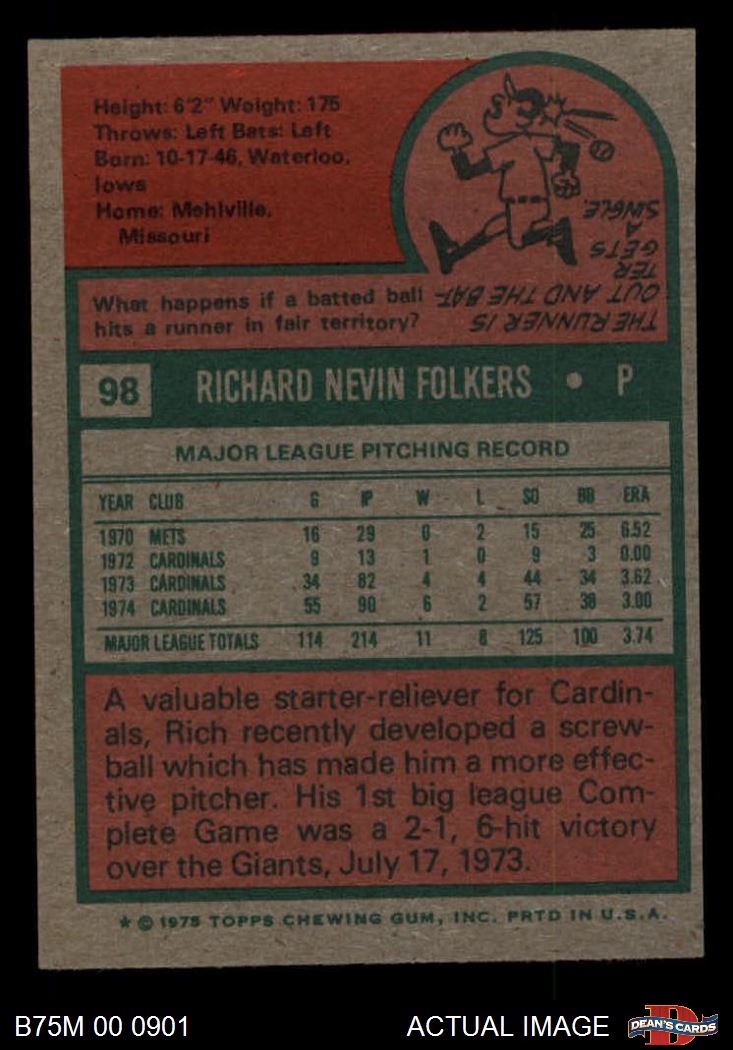 Height: 6'2" Weight: 175
Throws: Left Bats: Left
Born: 10-17-46, Waterloo,
Iowa
Home: Mehlville,
Missouri
What happens if a batted ball
hits a runner in fair territory?
THE RUNNER IS
OUT AND THE BAT-
TER
GETS
A
SINGLE.
98 RICHARD NEVIN FOLKERS • P
MAJOR LEAGUE PITCHING RECORD
YEAR CLUB G IP W L SO BB ERA
1970 METS 16 29 0 2 15 25 6.52
1972 CARDINALS 9 13 1 0 9 3 0.00
1973 CARDINALS 34 82 4 4 44 34 3.62
1974 CARDINALS 55 90 6 2 57 38 3.00
MAJOR LEAGUE TOTALS 114 214 11 8 125 100 3.74
A valuable starter-reliever for Cardin-
als, Rich recently developed a screw-
ball which has made him a more effec-
tive pitcher. His 1st big league Com-
plete Game was a 2-1, 6-hit victory
over the Giants, July 17, 1973.
* © 1975 TOPPS CHEWING GUM, INC. PRTD IN U.S.A.
B75M 00 0901 ACTUAL IMAGE D DEAN'S CARDS